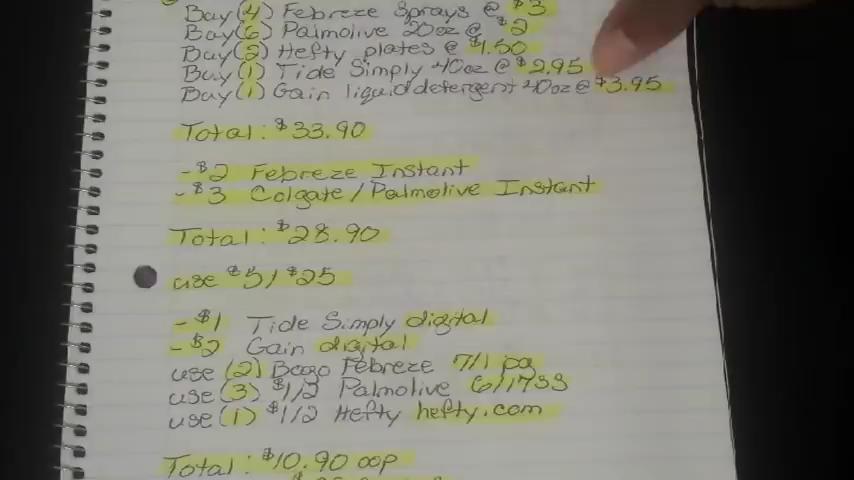 Buy (4) Febreze Sprays @ $3
Buy (6) Palmolive 20oz @ $2
Buy (2) Hefty plates @ $1.50
Buy (1) Tide Simply 40oz @ $2.95
Buy (1) Gain liquid detergent 40oz @ $3.95
Total: $33.90
-$2 Febreze Instant
-$3 Colgate/Palmolive Instant
Total: $28.90
use $5/$25
-$1 Tide Simply digital
-$2 Gain digital
use (2) Bogo Febreze 7/1 pg
use (3) $1/2 Palmolive 6/17SS
use (1) $1/2 Hefty hefty.com
Total: $10.90 oop